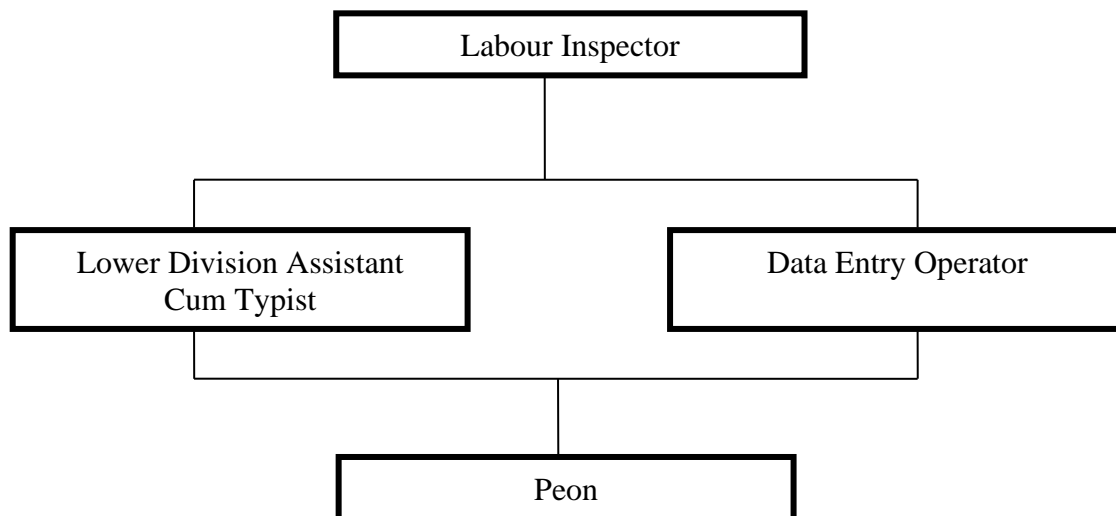 Labour Inspector
Lower Division Assistant
Cum Typist
Data Entry Operator
Peon